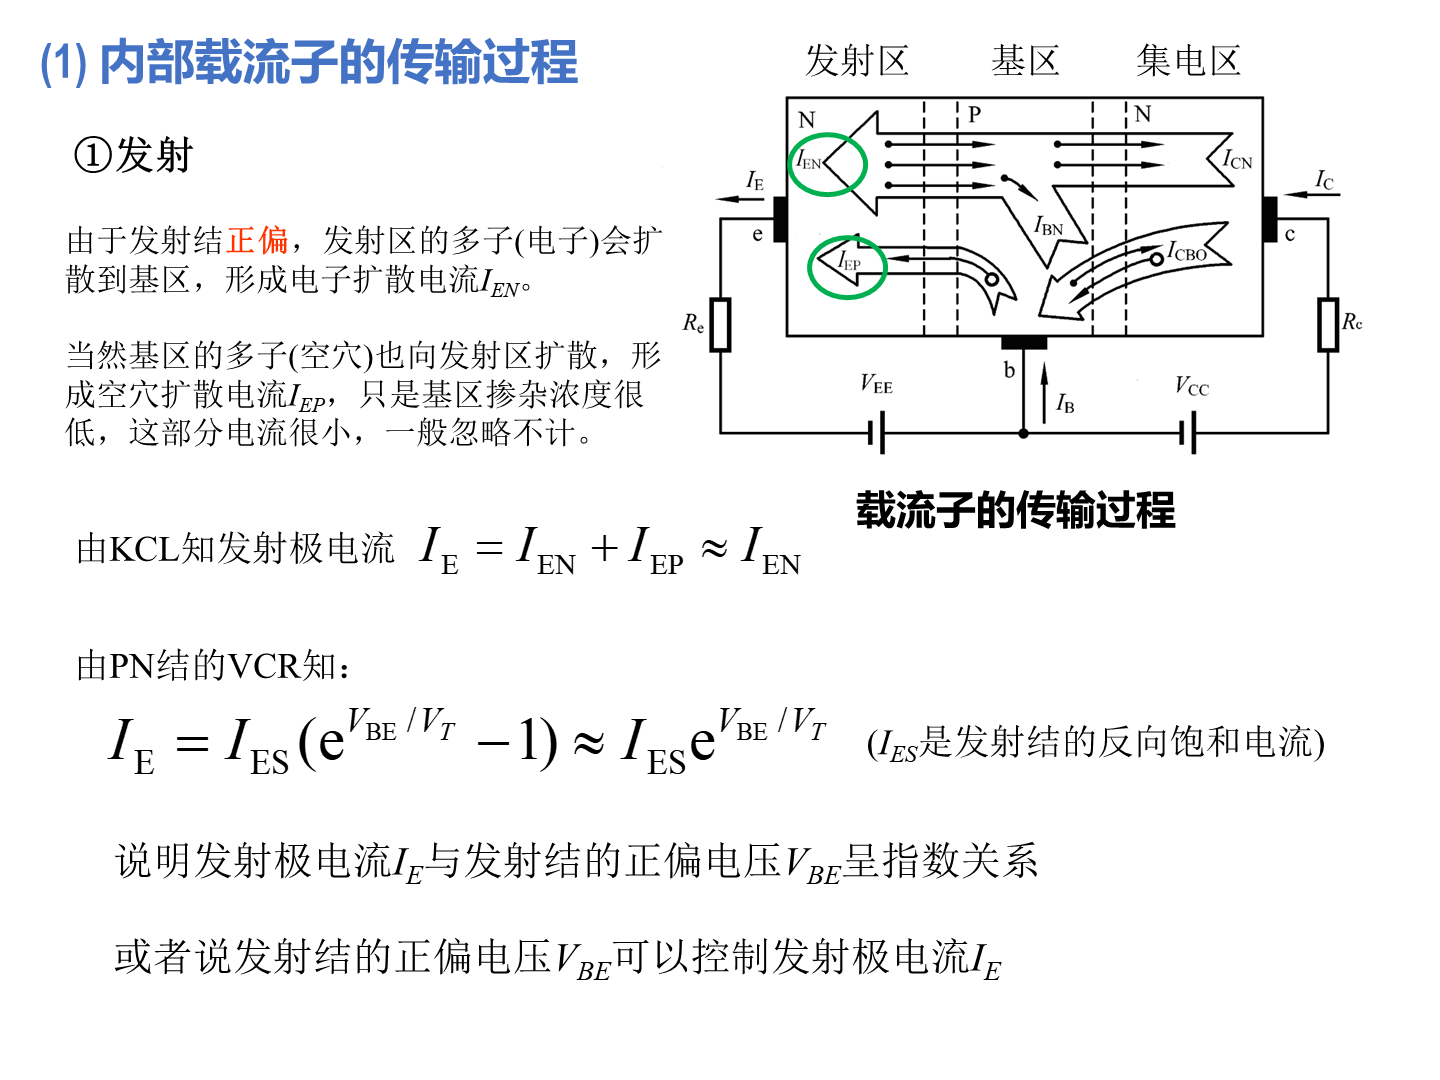 (1) 内部载流子的传输过程
①发射
由于发射结正偏，发射区的多子(电子)会扩
散到基区，形成电子扩散电流IEN。
当然基区的多子(空穴)也向发射区扩散，形
成空穴扩散电流IEP，只是基区掺杂浓度很
低，这部分电流很小，一般忽略不计。
发射区 基区 集电区
N P N
IEN ICN
IE IC
IBN
e c
IEP ICBO
Re Rc
b
VEE VCC
IB
载流子的传输过程
由KCL知发射极电流 IE = IEN + IEP ≈ IEN
由PN结的VCR知：
IE = IES(e^{VBE/VT} − 1) ≈ IES e^{VBE/VT} (IES是发射结的反向饱和电流)
说明发射极电流IE与发射结的正偏电压VBE呈指数关系
或者说发射结的正偏电压VBE可以控制发射极电流IE